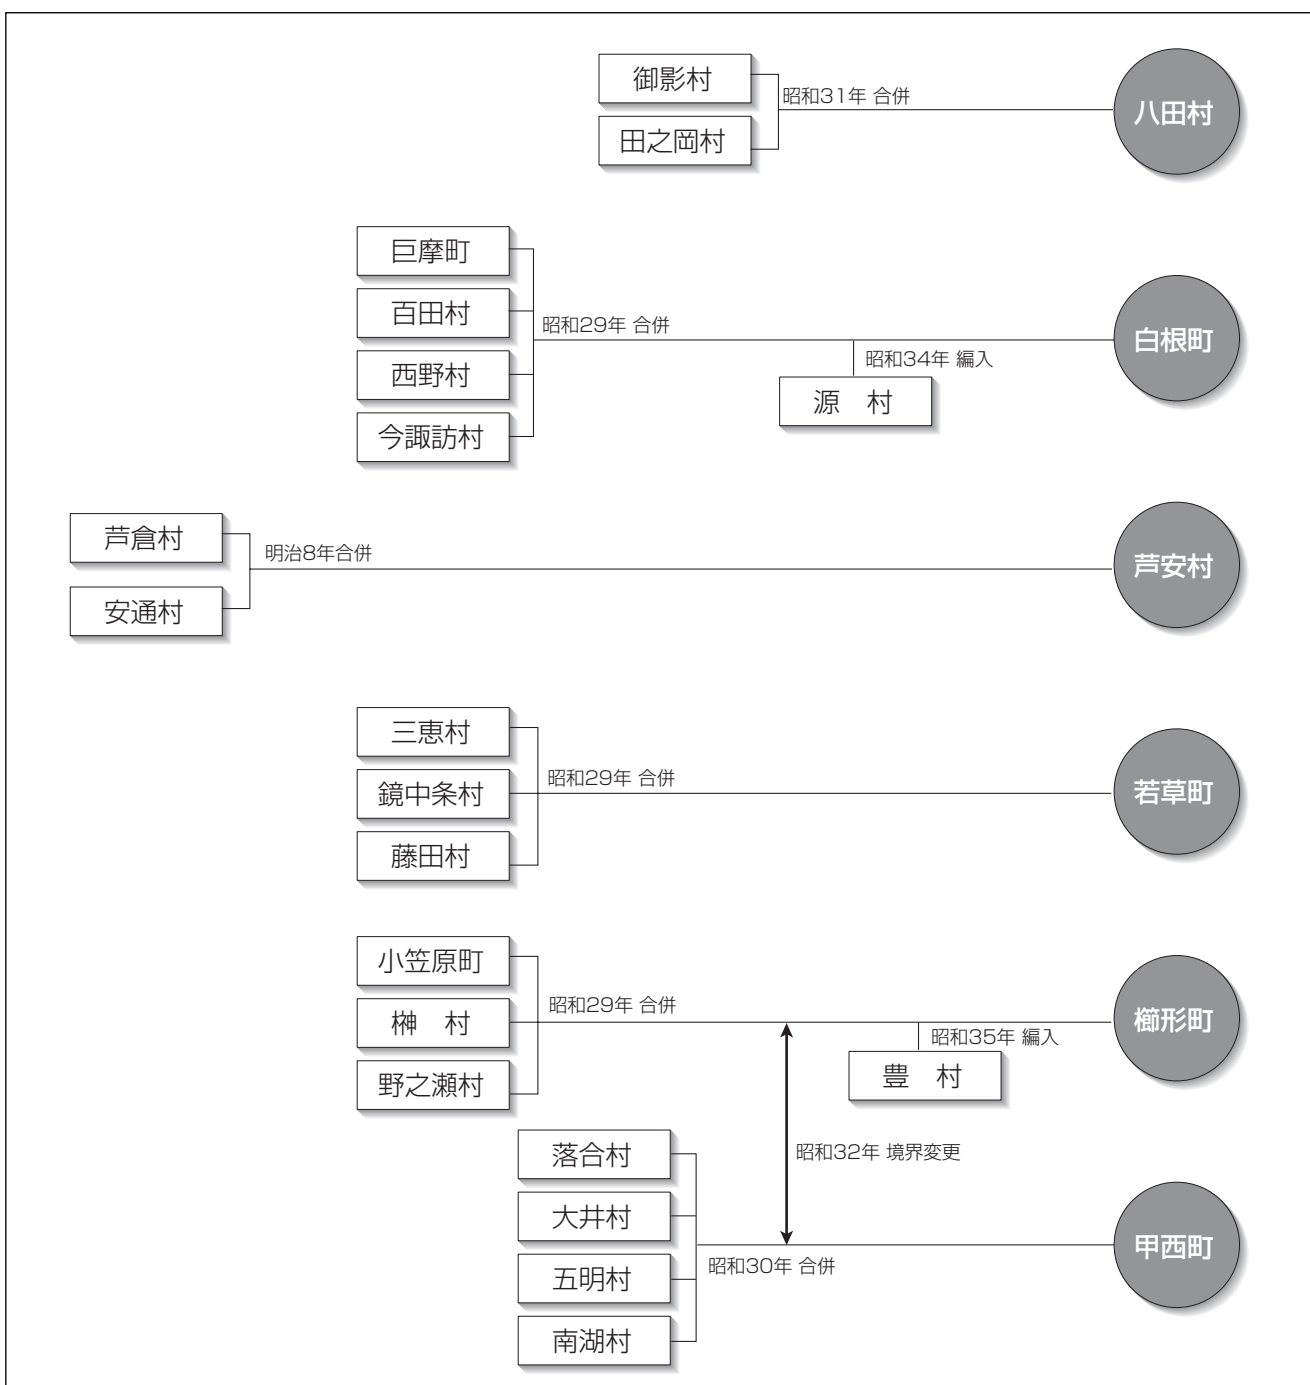 御影村
昭和31年 合併
田之岡村
八田村
巨摩町
百田村
昭和29年 合併
西野村
今諏訪村
昭和34年 編入
源　村
白根町
芦倉村
明治8年合併
安通村
芦安村
三恵村
昭和29年 合併
鏡中条村
藤田村
若草町
小笠原町
昭和29年 合併
榊　村
野之瀬村
昭和35年 編入
豊　村
櫛形町
昭和32年 境界変更
落合村
大井村
昭和30年 合併
五明村
南湖村
甲西町